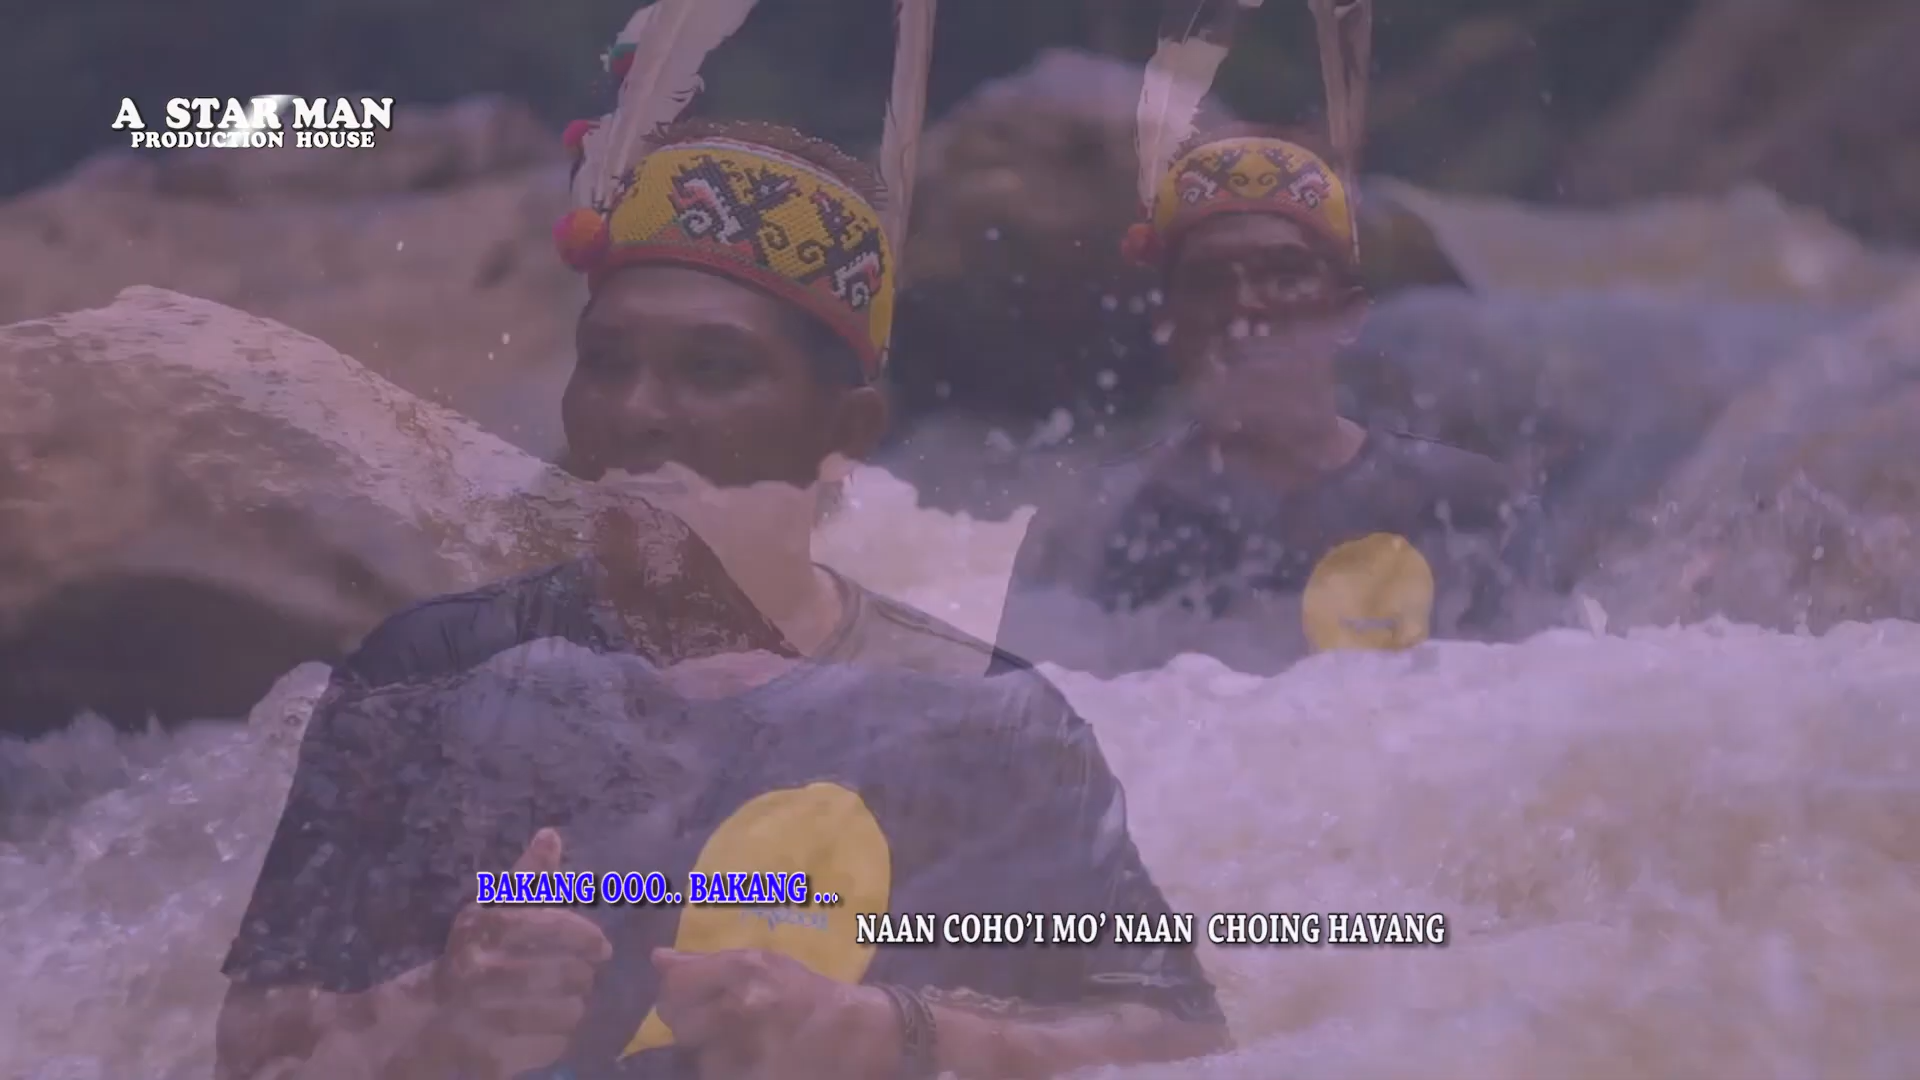 A STAR MAN
PRODUCTION HOUSE
BAKANG OOO.. BAKANG ...
NAAN COHO’I MO’ NAAN CHOING HAVANG